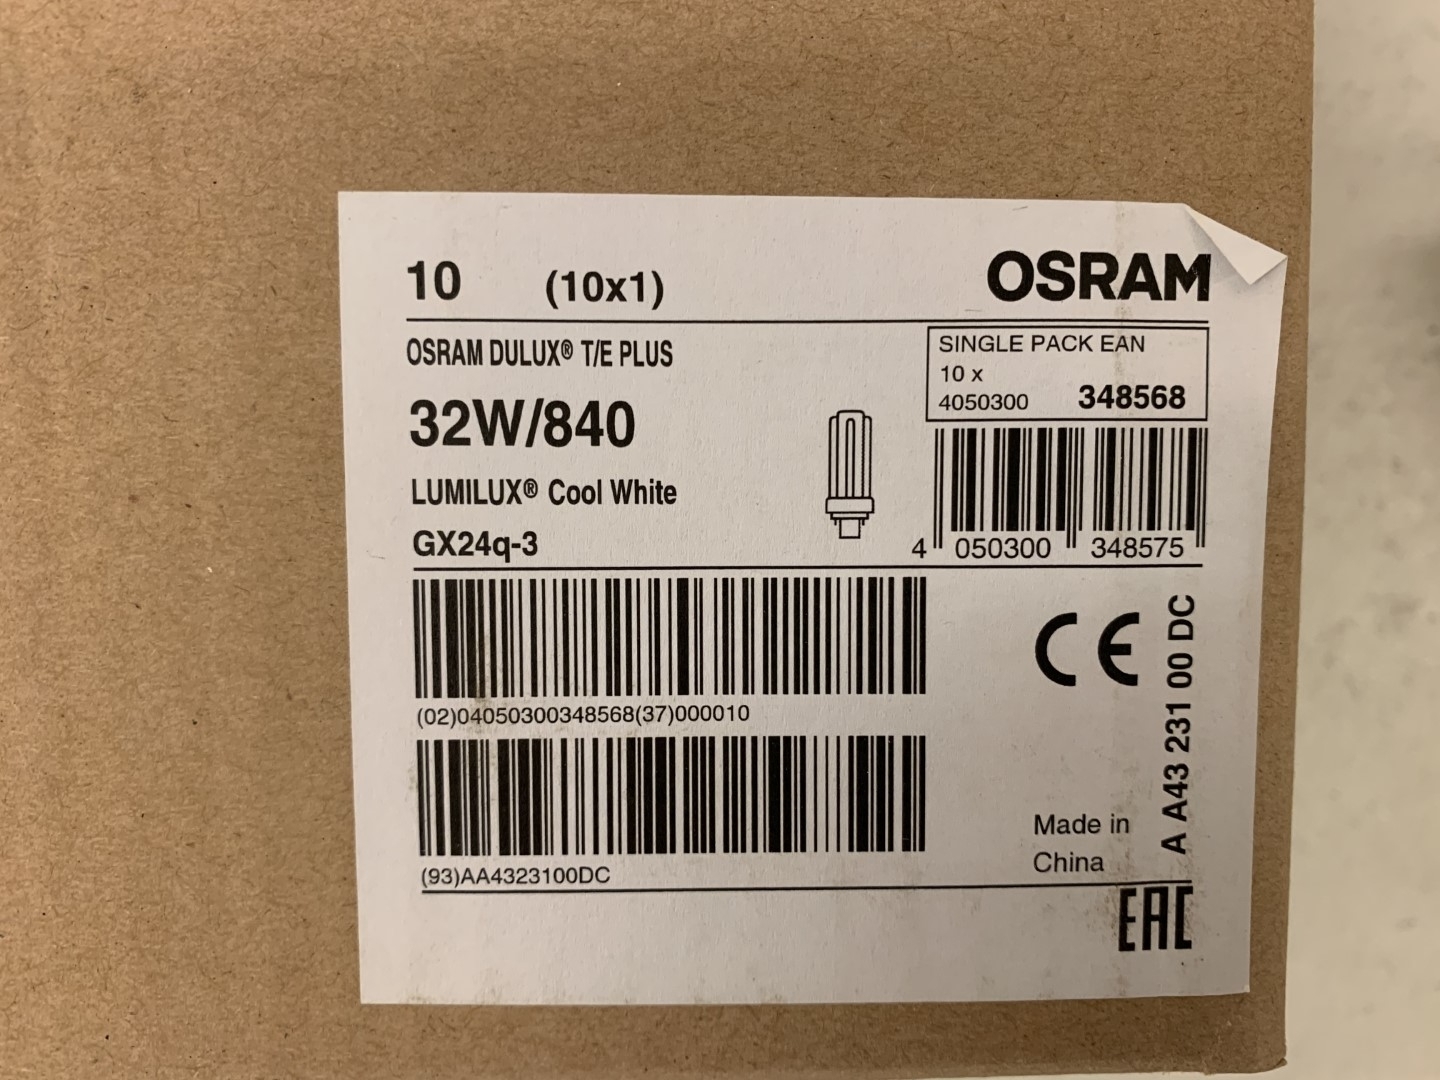 10 (10x1) OSRAM
OSRAM DULUX® T/E PLUS
32W/840
LUMILUX® Cool White
GX24q-3
SINGLE PACK EAN
10 x
4050300 348568
4 050300 348575
(02)04050300348568(37)000010
(93)AA4323100DC
CE
A A43 231 00 DC
Made in
China
EAC